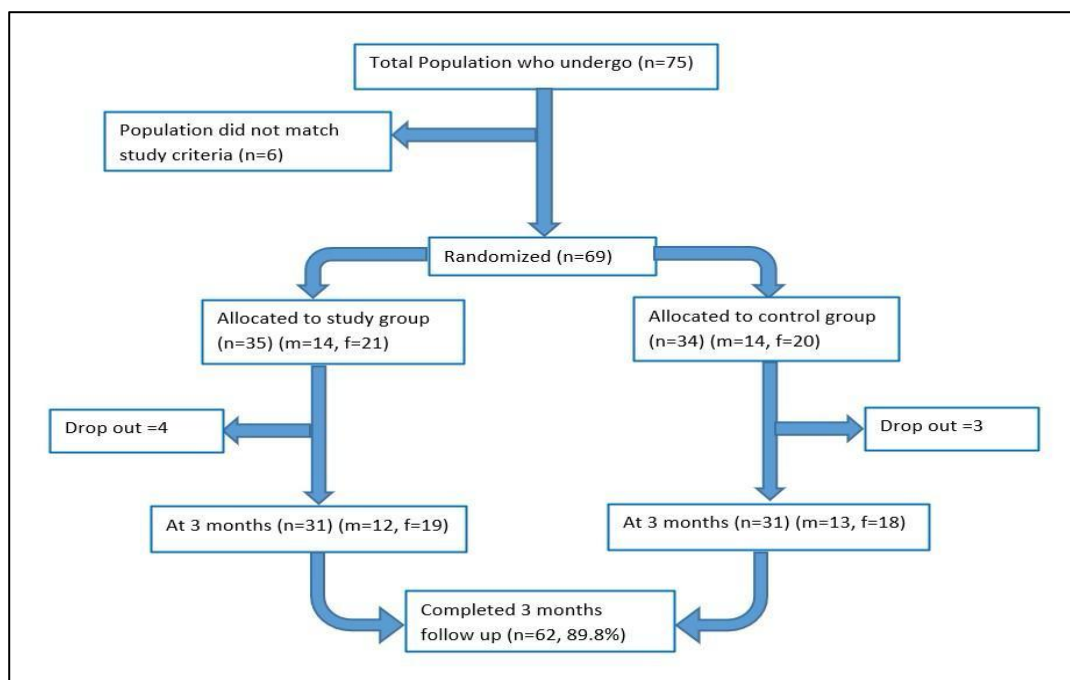 Total Population who undergo (n=75)
Population did not match
study criteria (n=6)
Randomized (n=69)
Allocated to study group
(n=35) (m=14, f=21)
Allocated to control group
(n=34) (m=14, f=20)
Drop out =4
Drop out =3
At 3 months (n=31) (m=12, f=19)
At 3 months (n=31) (m=13, f=18)
Completed 3 months
follow up (n=62, 89.8%)